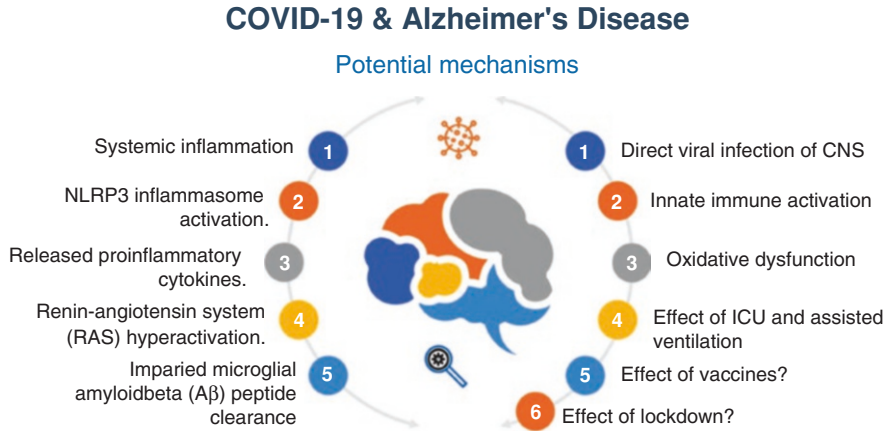 COVID-19 & Alzheimer's Disease
Potential mechanisms
Systemic inflammation
1
NLRP3 inflammasome
activation.
2
Released proinflammatory
cytokines.
3
Renin-angiotensin system
(RAS) hyperactivation.
4
Imparied microglial
amyloidbeta (Aβ) peptide
clearance
5
1
Direct viral infection of CNS
2
Innate immune activation
3
Oxidative dysfunction
4
Effect of ICU and assisted
ventilation
5
Effect of vaccines?
6
Effect of lockdown?